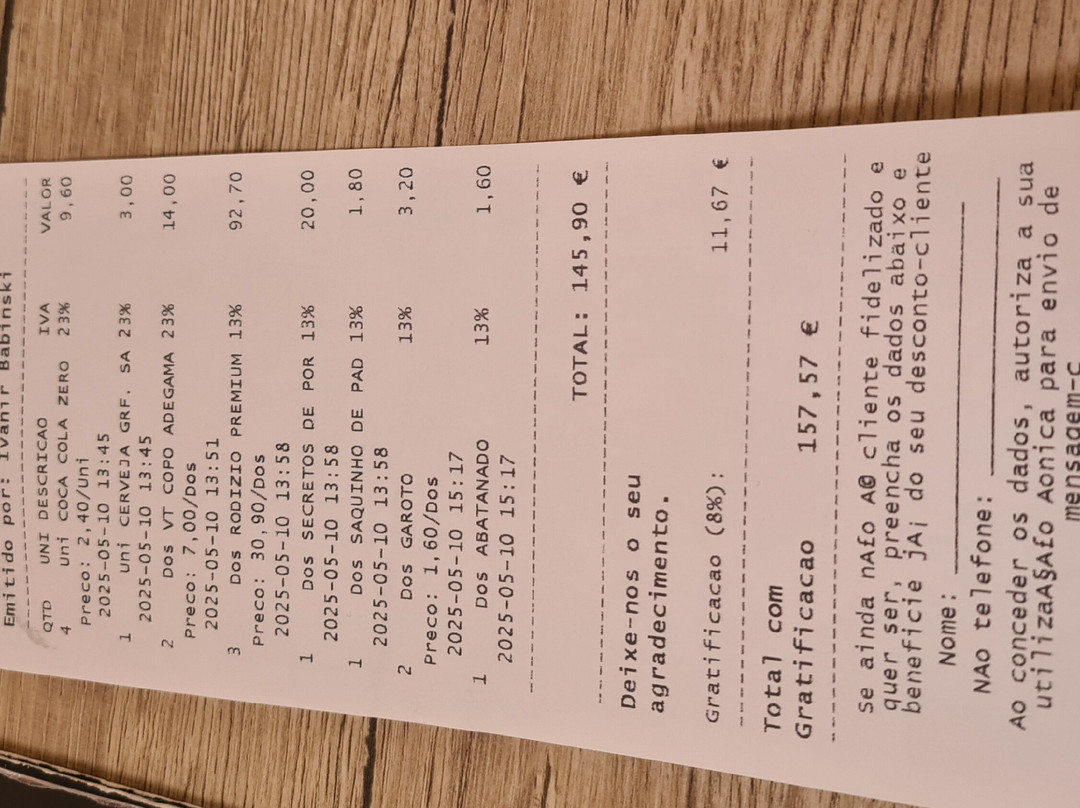 Emitido por: Ivanir Babinski
QTD UNI DESCRICAO IVA VALOR
4 Uni COCA COLA ZERO 23% 9,60
Preco: 2,40/Uni
2025-05-10 13:45
1 Uni CERVEJA GRF. SA 23% 3,00
2025-05-10 13:45
2 Dos VT COPO ADEGAMA 23% 14,00
Preco: 7,00/Dos
2025-05-10 13:51
3 Dos RODIZIO PREMIUM 13% 92,70
Preco: 30,90/Dos
2025-05-10 13:58
1 Dos SECRETOS DE POR 13% 20,00
2025-05-10 13:58
1 Dos SAQUINHO DE PAD 13% 1,80
2025-05-10 13:58
2 Dos GAROTO 13% 3,20
Preco: 1,60/Dos
2025-05-10 15:17
1 Dos ABATANADO 13% 1,60
2025-05-10 15:17
TOTAL: 145,90 €
Deixe-nos o seu
agradecimento.
Gratificacao (8%): 11,67 €
Total com
Gratificacao 157,57 €
Se ainda nA£o A© cliente fidelizado e
quer ser, preencha os dados abaixo e
beneficie jA¡ do seu desconto-cliente
Nome:
NAo telefone:
Ao conceder os dados, autoriza a sua
utilizaA§A£o Aonica para envio de
mensagem-c